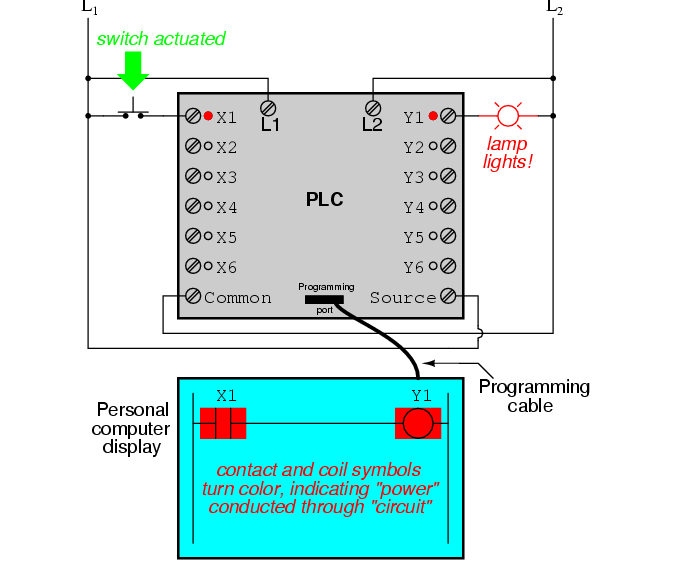 L1 L2
switch actuated
L1 L2
X1 Y1
lamp
lights!
X2 Y2
X3 Y3
PLC
X4 Y4
X5 Y5
X6 Y6
Programming
port
Common Source
Programming
cable
Personal
computer
display
X1 Y1
contact and coil symbols
turn color, indicating "power"
conducted through "circuit"